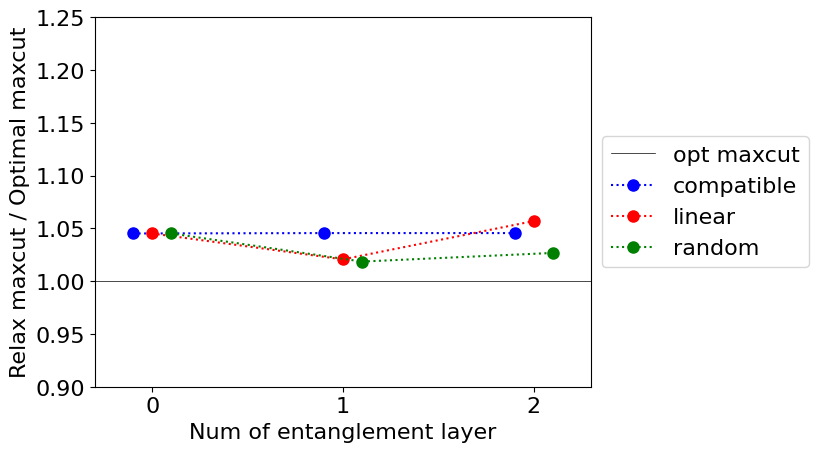 1.25
1.20
1.15
1.10
1.05
1.00
0.95
0.90
Relax maxcut / Optimal maxcut
0 1 2
Num of entanglement layer
opt maxcut
compatible
linear
random